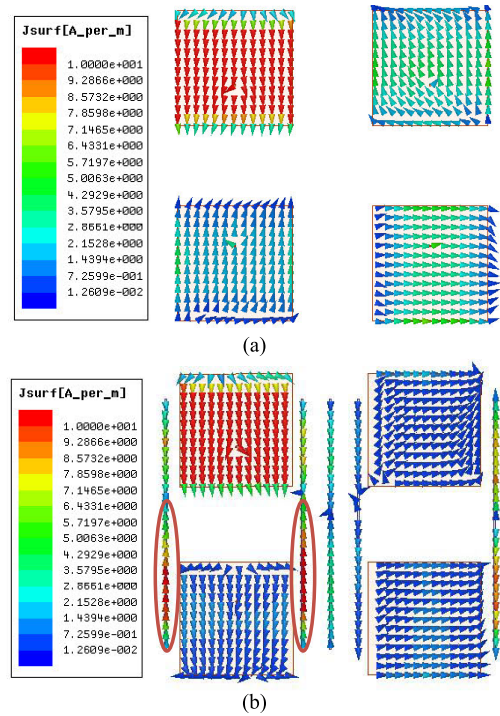 Jsurf[A_per_m]
1.0000e+001
9.2866e+000
8.5732e+000
7.8598e+000
7.1465e+000
6.4331e+000
5.7197e+000
5.0063e+000
4.2929e+000
3.5795e+000
2.8661e+000
2.1528e+000
1.4394e+000
7.2599e-001
1.2609e-002
(a)
Jsurf[A_per_m]
1.0000e+001
9.2866e+000
8.5732e+000
7.8598e+000
7.1465e+000
6.4331e+000
5.7197e+000
5.0063e+000
4.2929e+000
3.5795e+000
2.8661e+000
2.1528e+000
1.4394e+000
7.2599e-001
1.2609e-002
(b)